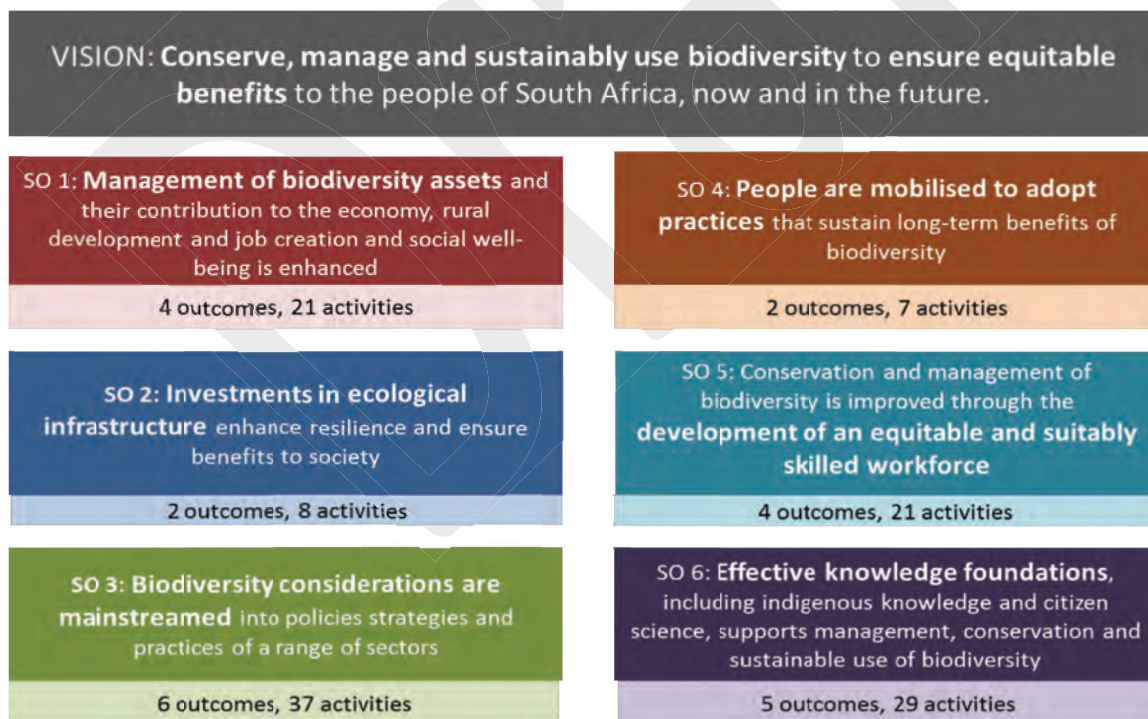 VISION: Conserve, manage and sustainably use biodiversity to ensure equitable
benefits to the people of South Africa, now and in the future.
SO 1: Management of biodiversity assets and
their contribution to the economy, rural
development and job creation and social well-
being is enhanced
4 outcomes, 21 activities
SO 2: Investments in ecological
infrastructure enhance resilience and ensure
benefits to society
2 outcomes, 8 activities
SO 3: Biodiversity considerations are
mainstreamed into policies strategies and
practices of a range of sectors
6 outcomes, 37 activities
SO 4: People are mobilised to adopt
practices that sustain long-term benefits of
biodiversity
2 outcomes, 7 activities
SO 5: Conservation and management of
biodiversity is improved through the
development of an equitable and suitably
skilled workforce
4 outcomes, 21 activities
SO 6: Effective knowledge foundations,
including indigenous knowledge and citizen
science, supports management, conservation and
sustainable use of biodiversity
5 outcomes, 29 activities